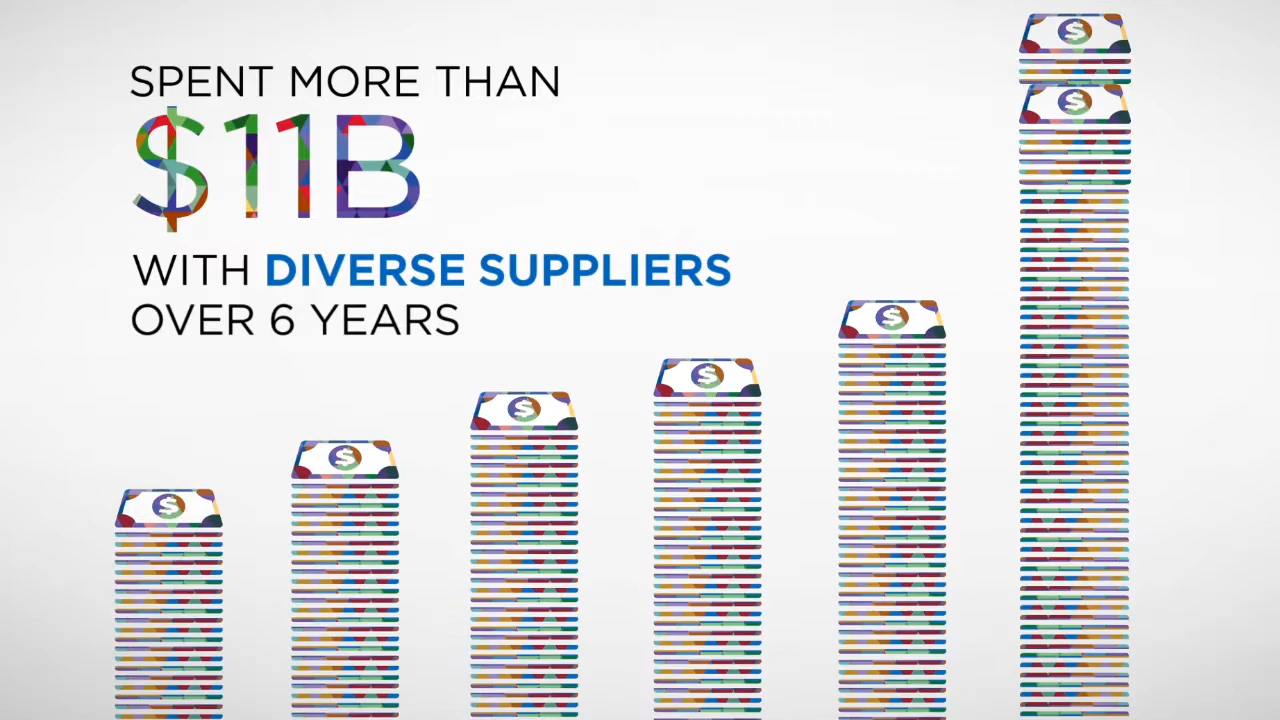 SPENT MORE THAN
$11B
WITH DIVERSE SUPPLIERS
OVER 6 YEARS
$
$
$
$
$
$
$